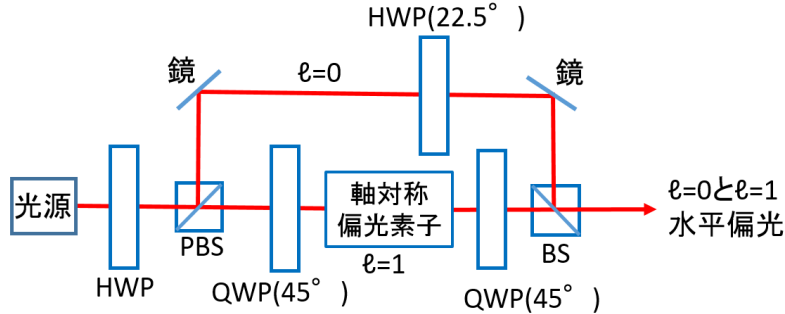 HWP(22.5°)
鏡
ℓ=0
鏡
光源
HWP
PBS
QWP(45°)
軸対称
偏光素子
ℓ=1
QWP(45°)
BS
ℓ=0とℓ=1
水平偏光